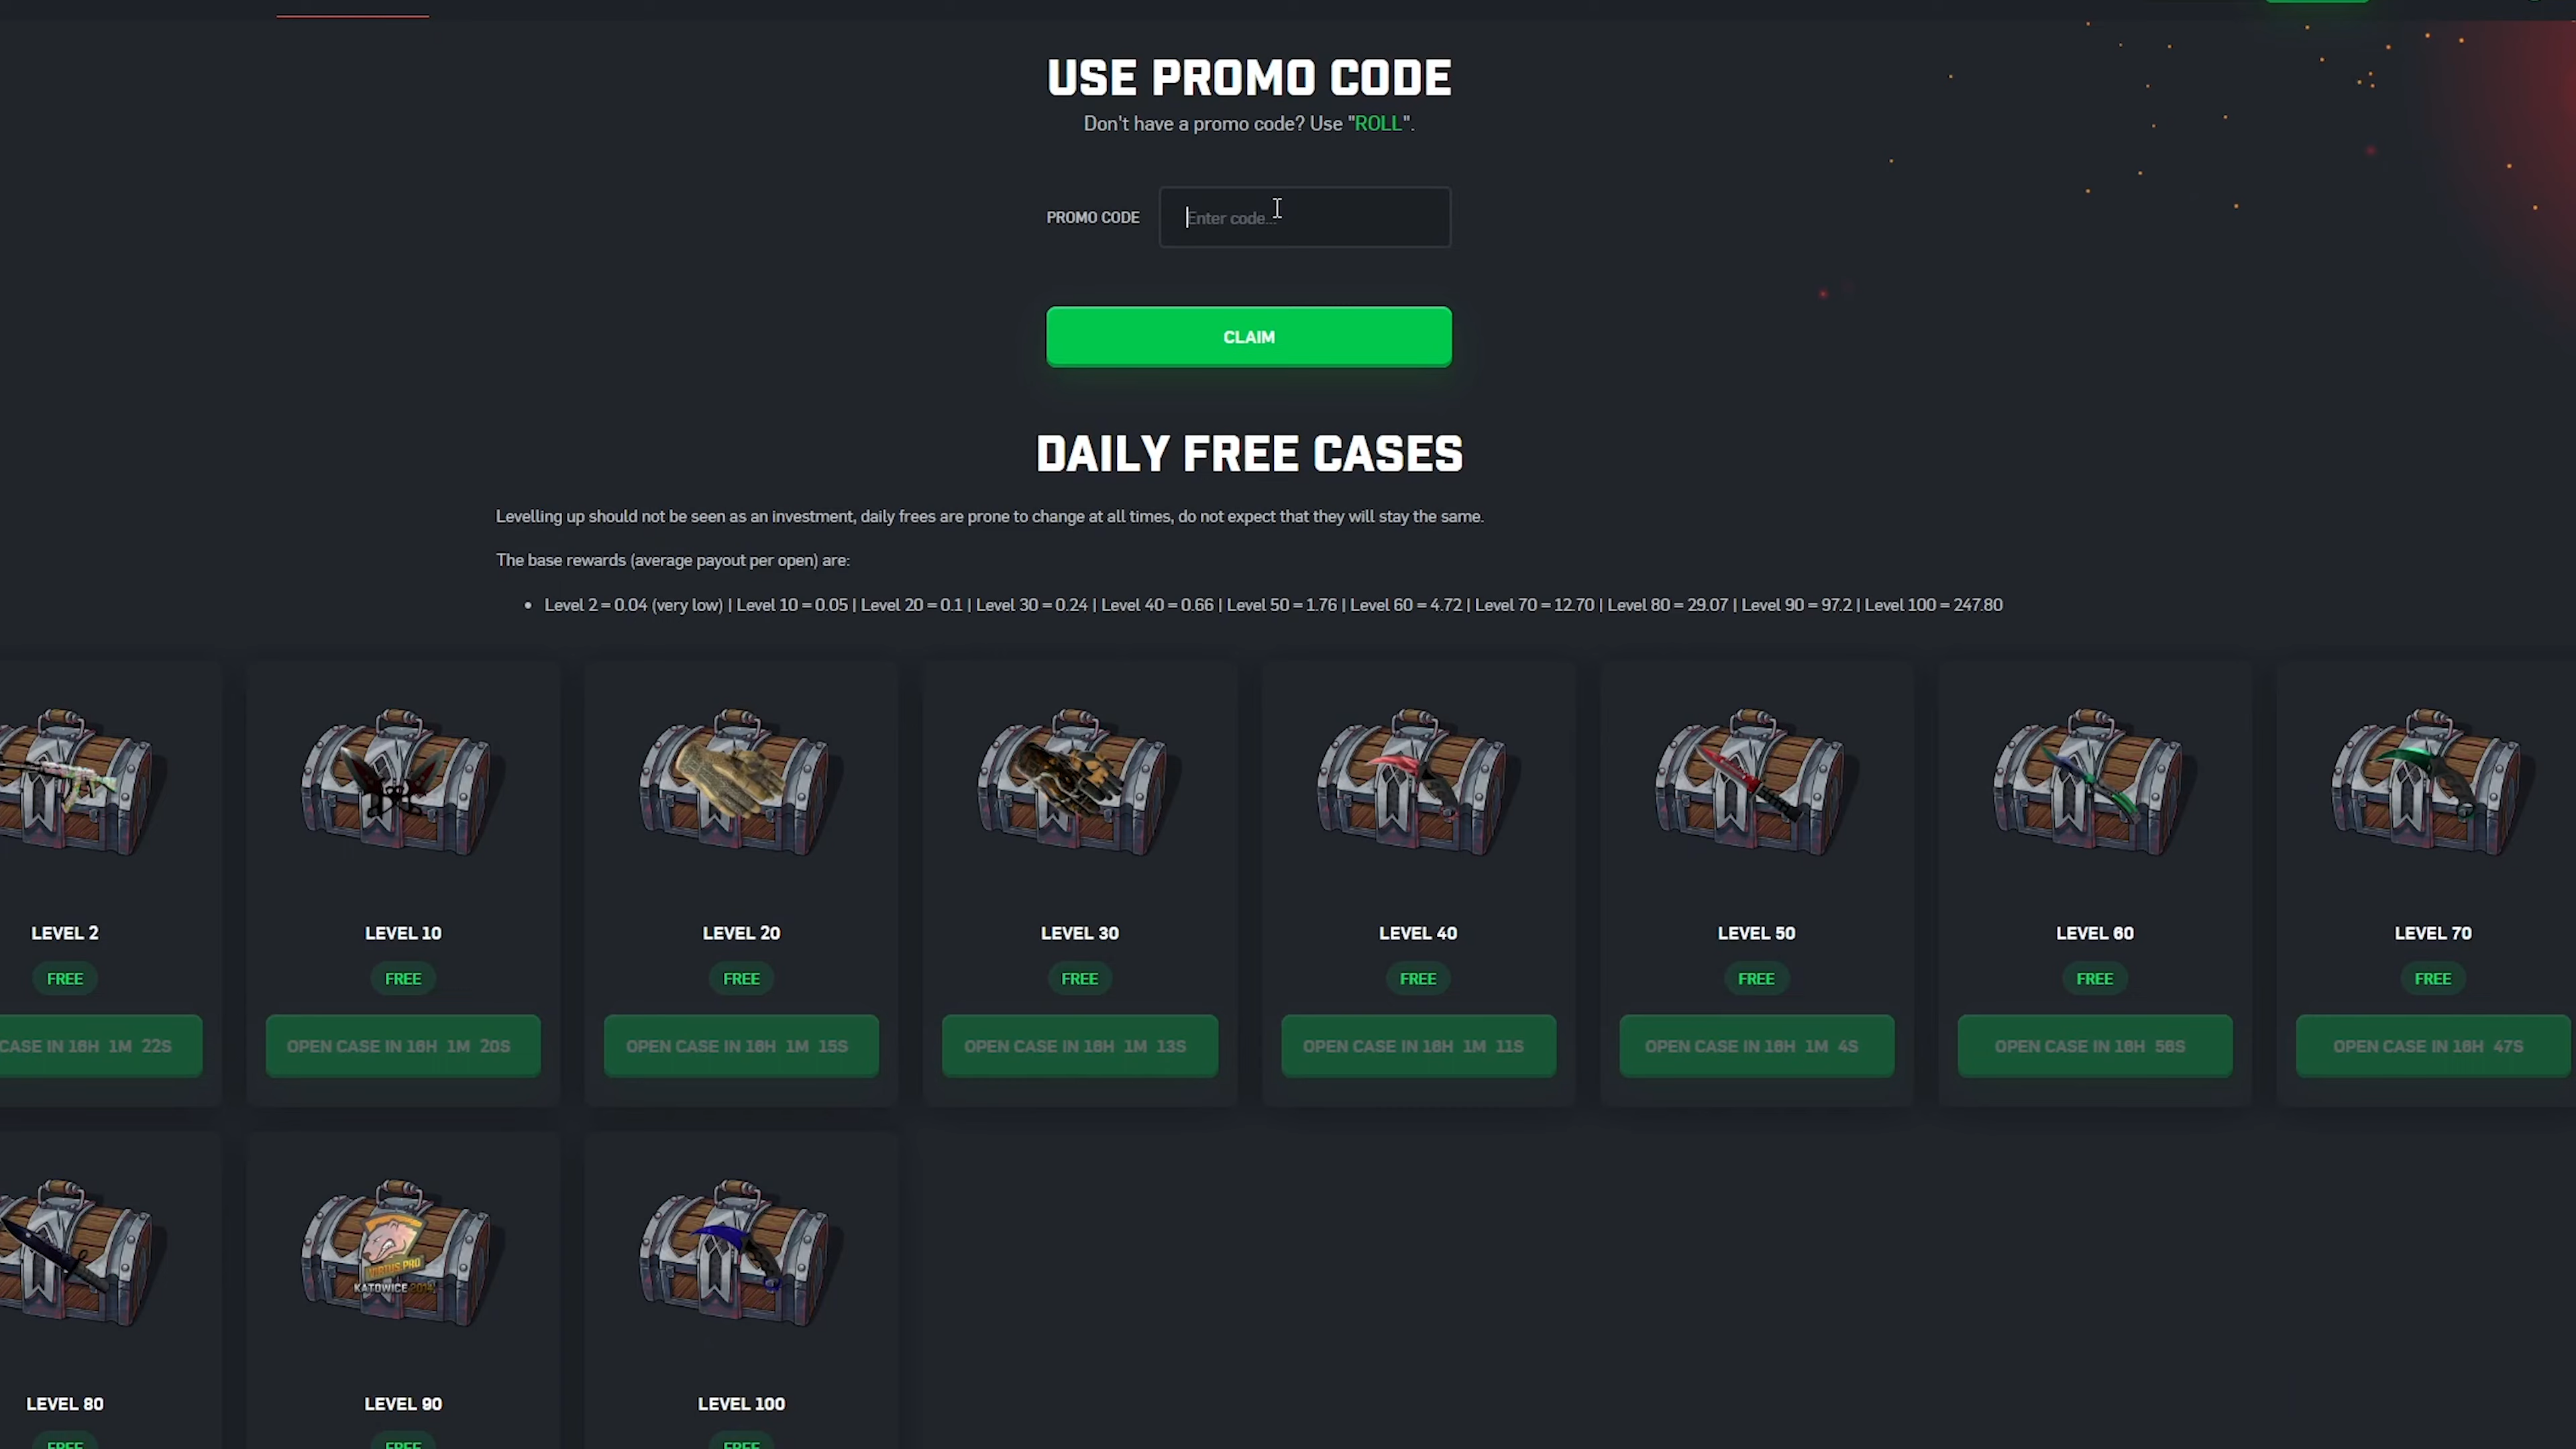 USE PROMO CODE
Don't have a promo code? Use "ROLL".
PROMO CODE
Enter code...
CLAIM
DAILY FREE CASES
Levelling up should not be seen as an investment, daily frees are prone to change at all times, do not expect that they will stay the same.
The base rewards (average payout per open) are:
• Level 2 = 0.04 (very low) | Level 10 = 0.05 | Level 20 = 0.1 | Level 30 = 0.24 | Level 40 = 0.66 | Level 50 = 1.76 | Level 60 = 4.72 | Level 70 = 12.70 | Level 80 = 29.07 | Level 90 = 97.2 | Level 100 = 247.80
LEVEL 2
FREE
CASE IN 16H 1M 22S
LEVEL 10
FREE
OPEN CASE IN 16H 1M 20S
LEVEL 20
FREE
OPEN CASE IN 16H 1M 15S
LEVEL 30
FREE
OPEN CASE IN 16H 1M 13S
LEVEL 40
FREE
OPEN CASE IN 16H 1M 11S
LEVEL 50
FREE
OPEN CASE IN 16H 1M 4S
LEVEL 60
FREE
OPEN CASE IN 16H 56S
LEVEL 70
FREE
OPEN CASE IN 16H 47S
LEVEL 80
FREE
VIRTUS PRO
KATOWICE 2014
LEVEL 90
FREE
LEVEL 100
FREE